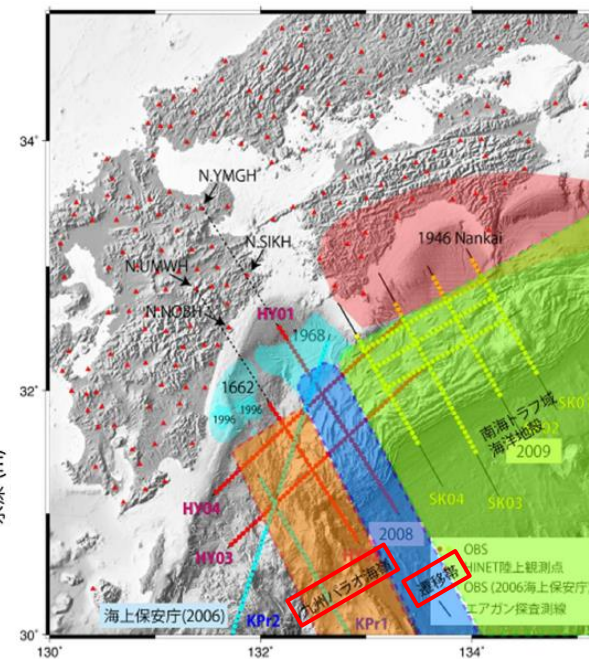 34°
32°
30°
130°
132°
134°
N.YMGH
N.SIKH
N.UMWH
N.NOBH
HY01
1968
1662
1996
1996
1946 Nankai
南海トラフ域
海洋地殻
2009
SK04
SK03
HY04
HY03
2008
九州パラオ海嶺
遷移帯
海上保安庁(2006)
KPr2
KPr1
OBS
HINET陸上観測点
OBS (2006海上保安庁
エアガン探査測線